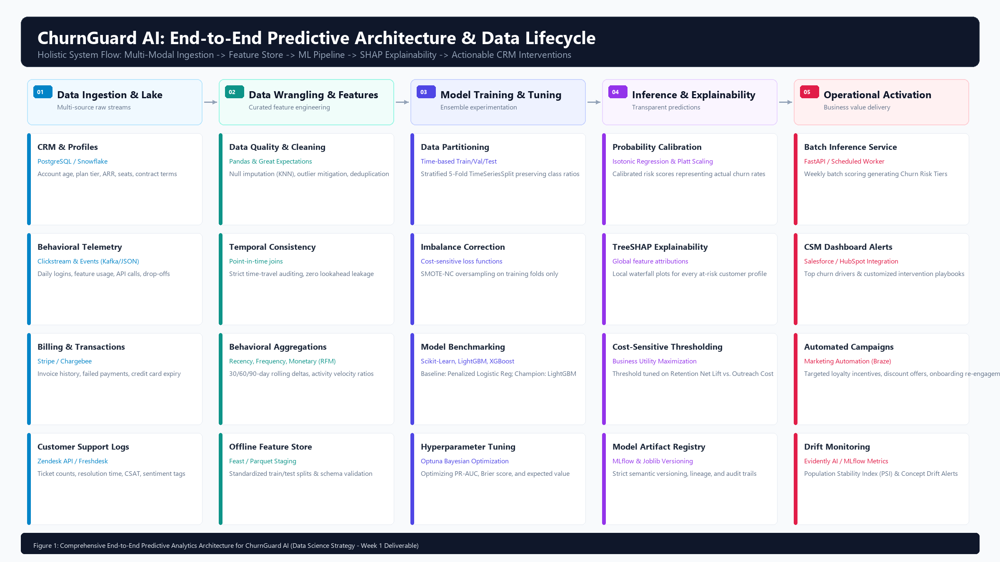 ChurnGuard AI: End-to-End Predictive Architecture & Data Lifecycle
Holistic System Flow: Multi-Modal Ingestion -> Feature Store -> ML Pipeline -> SHAP Explainability -> Actionable CRM Interventions
01
Data Ingestion & Lake
Multi-source raw streams
CRM & Profiles
PostgreSQL / Snowflake
Account age, plan tier, ARR, seats, contract terms
Behavioral Telemetry
Clickstream & Events (Kafka/JSON)
Daily logins, feature usage, API calls, drop-offs
Billing & Transactions
Stripe / Chargebee
Invoice history, failed payments, credit card expiry
Customer Support Logs
Zendesk API / Freshdesk
Ticket counts, resolution time, CSAT, sentiment tags
02
Data Wrangling & Features
Curated feature engineering
Data Quality & Cleaning
Pandas & Great Expectations
Null imputation (KNN), outlier mitigation, deduplication
Temporal Consistency
Point-in-time joins
Strict time-travel auditing, zero lookahead leakage
Behavioral Aggregations
Recency, Frequency, Monetary (RFM)
30/60/90-day rolling deltas, activity velocity ratios
Offline Feature Store
Feast / Parquet Staging
Standardized train/test splits & schema validation
03
Model Training & Tuning
Ensemble experimentation
Data Partitioning
Time-based Train/Val/Test
Stratified 5-Fold TimeSeriesSplit preserving class ratios
Imbalance Correction
Cost-sensitive loss functions
SMOTE-NC oversampling on training folds only
Model Benchmarking
Scikit-Learn, LightGBM, XGBoost
Baseline: Penalized Logistic Reg; Champion: LightGBM
Hyperparameter Tuning
Optuna Bayesian Optimization
Optimizing PR-AUC, Brier score, and expected value
04
Inference & Explainability
Transparent predictions
Probability Calibration
Isotonic Regression & Platt Scaling
Calibrated risk scores representing actual churn rates
TreeSHAP Explainability
Global feature attributions
Local waterfall plots for every at-risk customer profile
Cost-Sensitive Thresholding
Business Utility Maximization
Threshold tuned on Retention Net Lift vs. Outreach Cost
Model Artifact Registry
MLflow & Joblib Versioning
Strict semantic versioning, lineage, and audit trails
05
Operational Activation
Business value delivery
Batch Inference Service
FastAPI / Scheduled Worker
Weekly batch scoring generating Churn Risk Tiers
CSM Dashboard Alerts
Salesforce / HubSpot Integration
Top churn drivers & customized intervention playbooks
Automated Campaigns
Marketing Automation (Braze)
Targeted loyalty incentives, discount offers, onboarding re-engagem
Drift Monitoring
Evidently AI / MLflow Metrics
Population Stability Index (PSI) & Concept Drift Alerts
Figure 1: Comprehensive End-to-End Predictive Analytics Architecture for ChurnGuard AI (Data Science Strategy - Week 1 Deliverable)